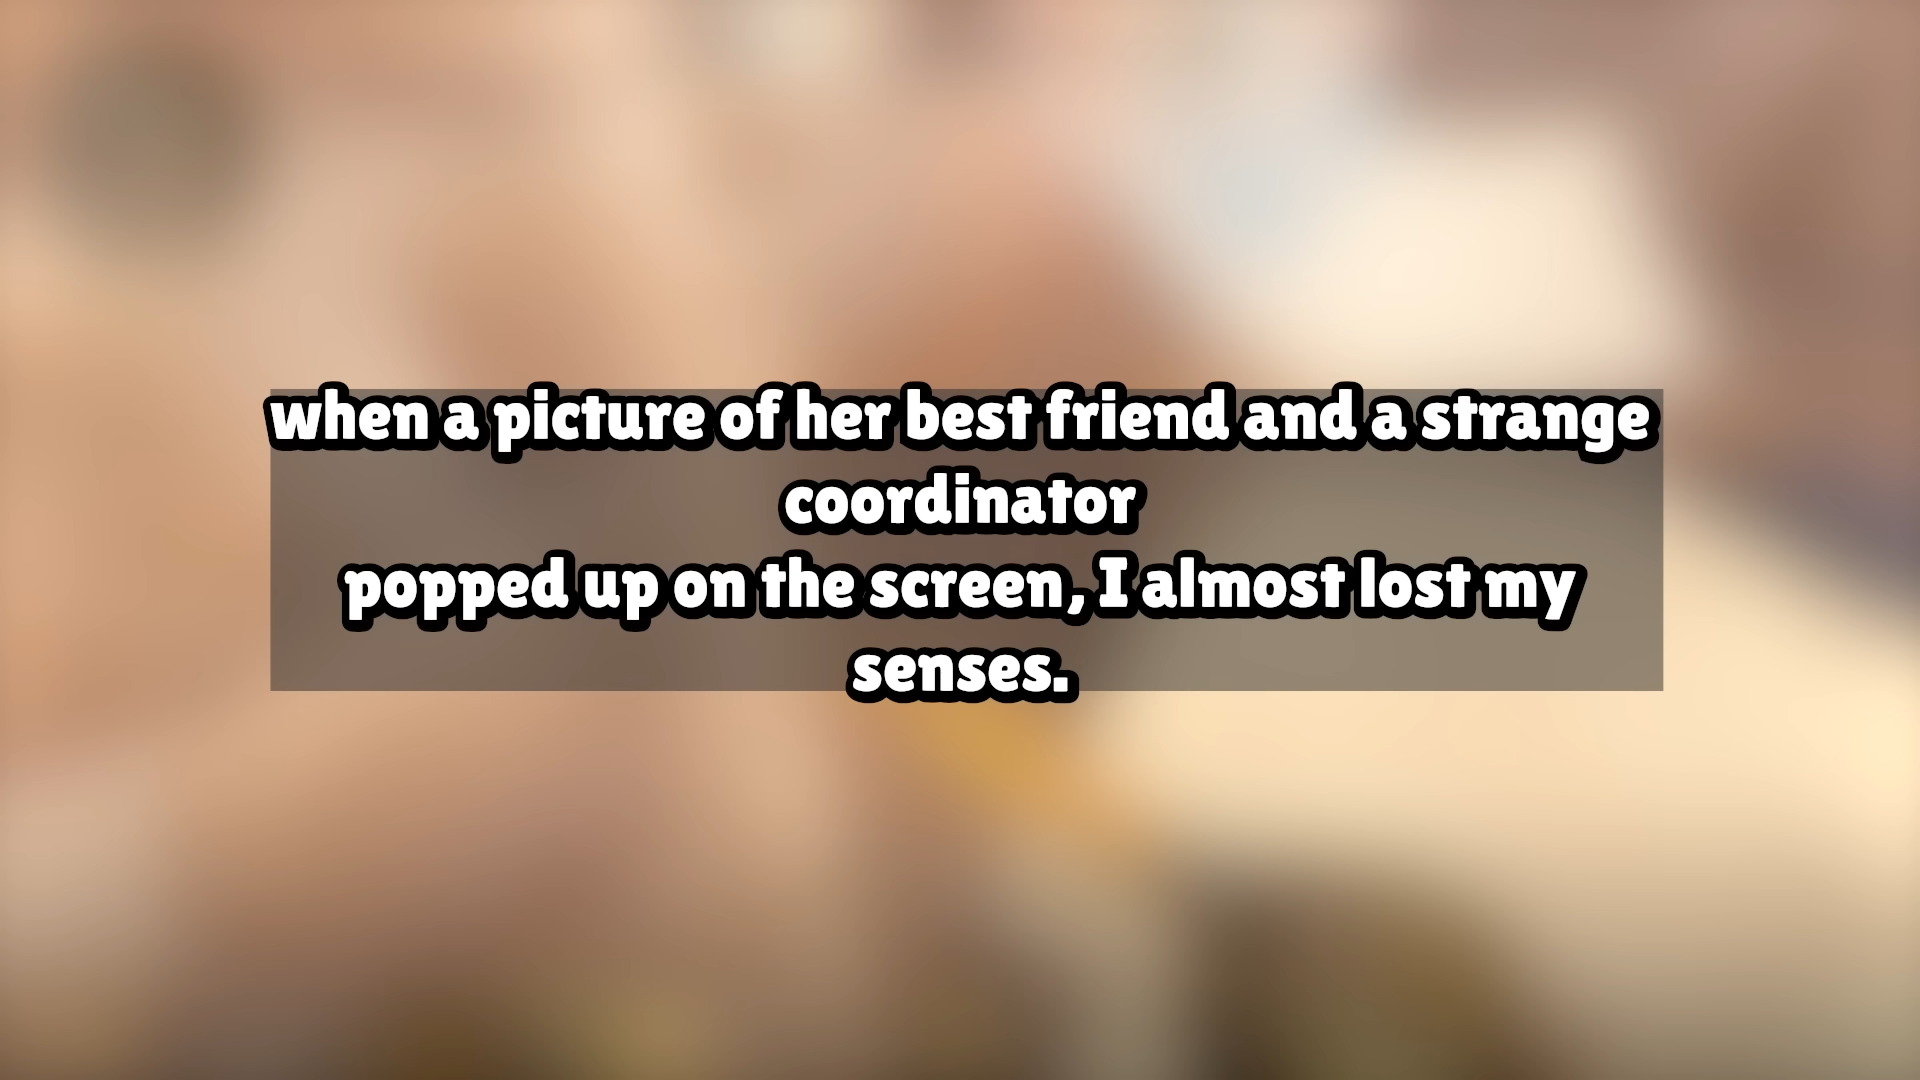 when a picture of her best friend and a strange
coordinator
popped up on the screen, I almost lost my
senses.